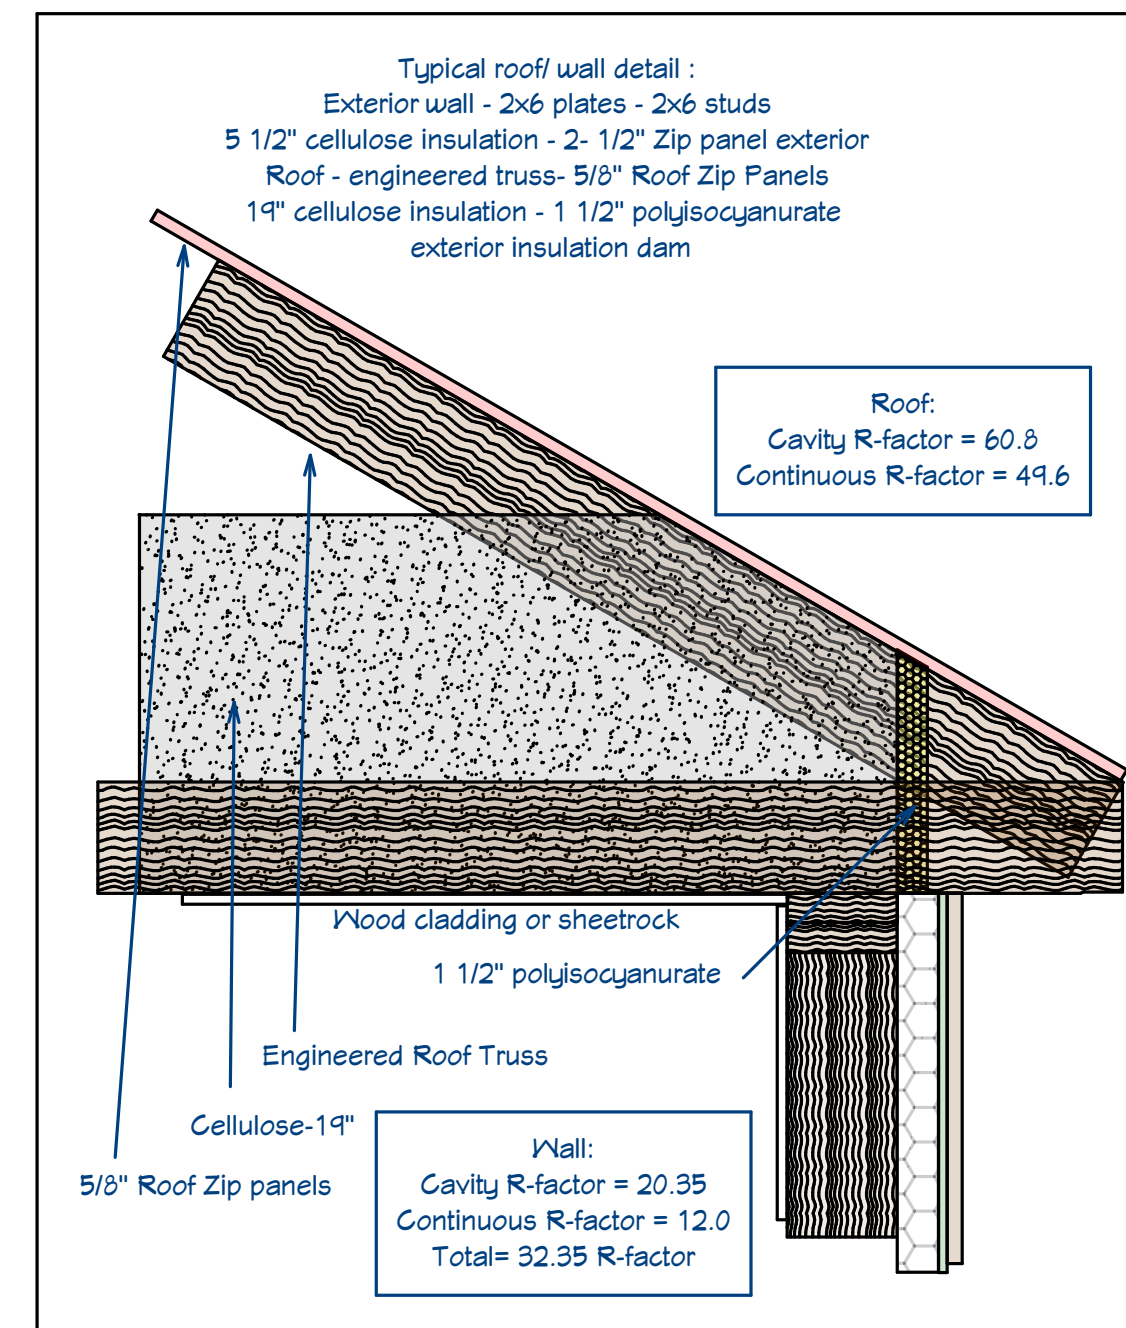 Typical roof/ wall detail :
Exterior wall - 2x6 plates - 2x6 studs
5 1/2" cellulose insulation - 2- 1/2" Zip panel exterior
Roof - engineered truss- 5/8" Roof Zip Panels
19" cellulose insulation - 1 1/2" polyisocyanurate
exterior insulation dam
Roof:
Cavity R-factor = 60.8
Continuous R-factor = 49.6
Wood cladding or sheetrock
1 1/2" polyisocyanurate
Engineered Roof Truss
Cellulose-19"
5/8" Roof Zip panels
Wall:
Cavity R-factor = 20.35
Continuous R-factor = 12.0
Total= 32.35 R-factor